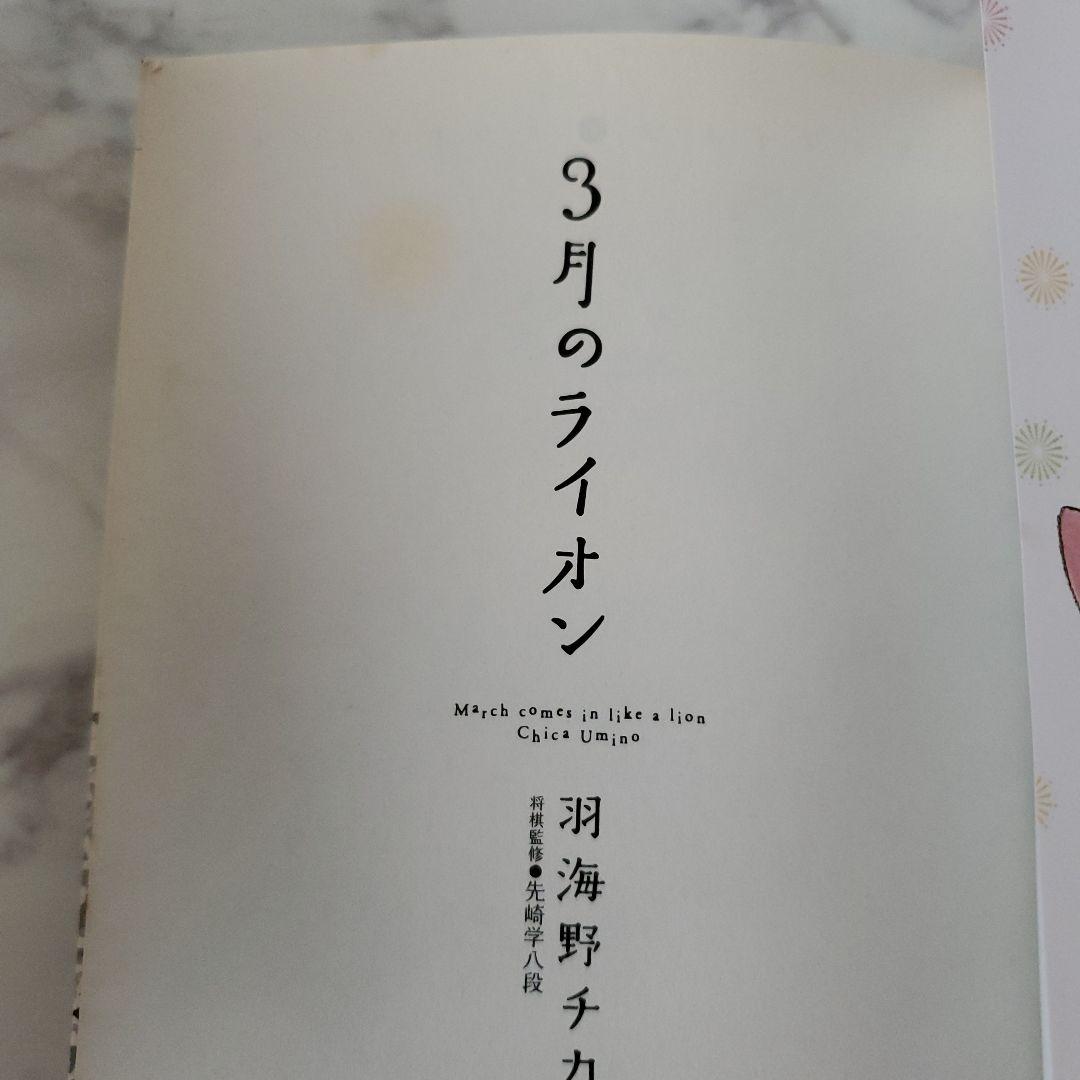 3月のライオン
March comes in like a lion
Chica Umino
羽海野チカ
将棋監修●先崎学八段